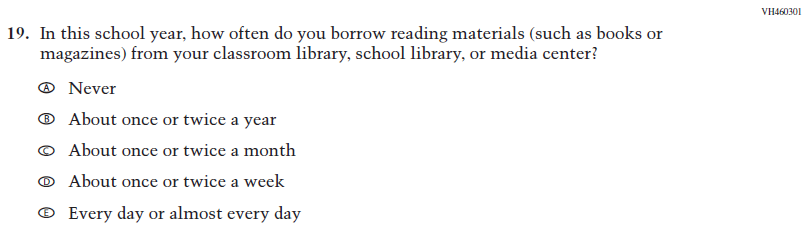 VH460301
19. In this school year, how often do you borrow reading materials (such as books or
magazines) from your classroom library, school library, or media center?
A Never
B About once or twice a year
C About once or twice a month
D About once or twice a week
E Every day or almost every day